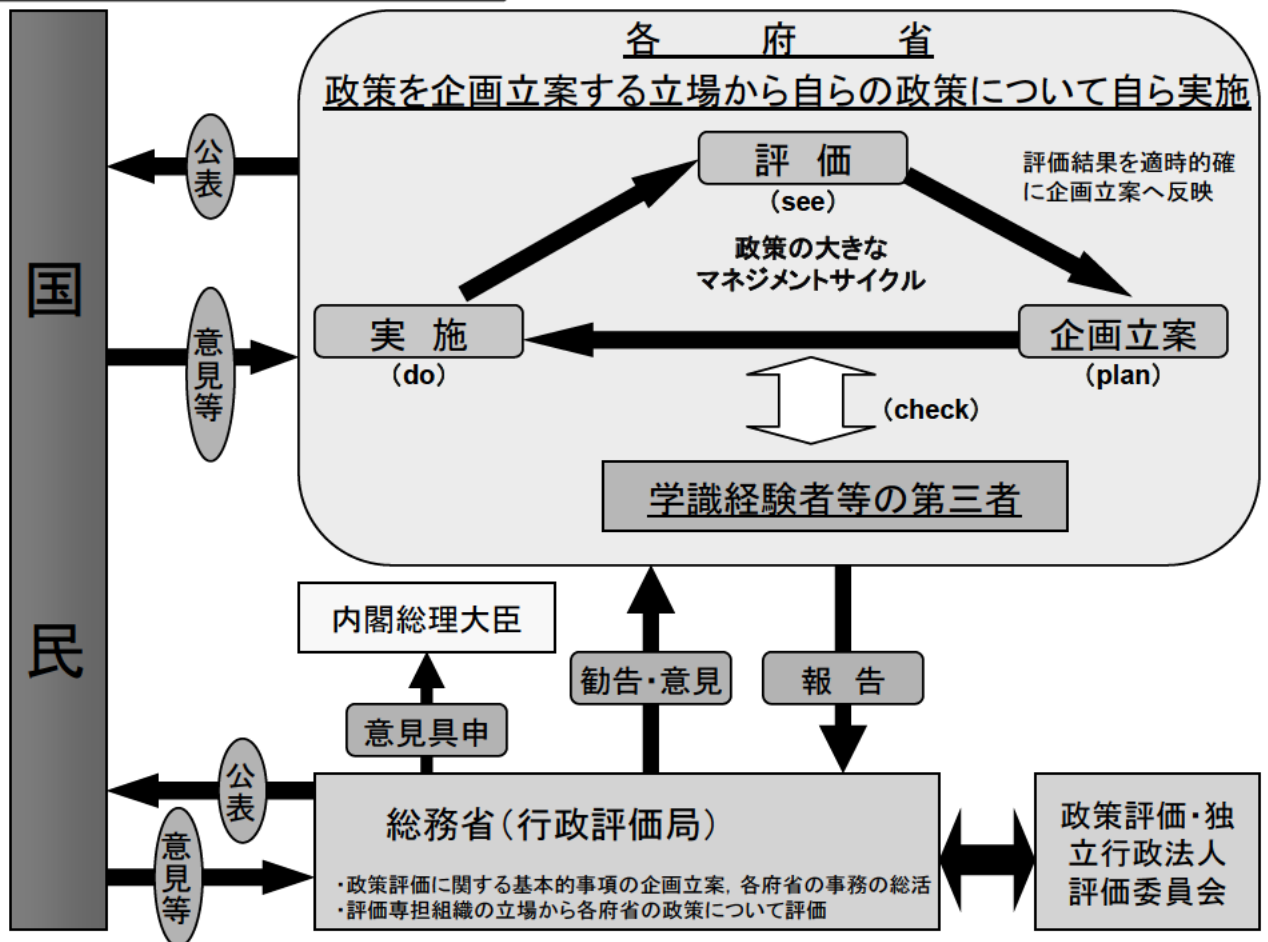 各 府 省
政策を企画立案する立場から自らの政策について自ら実施
公表
評 価
(see)
評価結果を適時的確
に企画立案へ反映
政策の大きな
マネジメントサイクル
国民
意見等
実 施
(do)
企画立案
(plan)
(check)
学識経験者等の第三者
内閣総理大臣
勧告・意見
報 告
意見具申
公表
意見等
総務省(行政評価局)
・政策評価に関する基本的事項の企画立案, 各府省の事務の総活
・評価専担組織の立場から各府省の政策について評価
政策評価・独
立行政法人
評価委員会